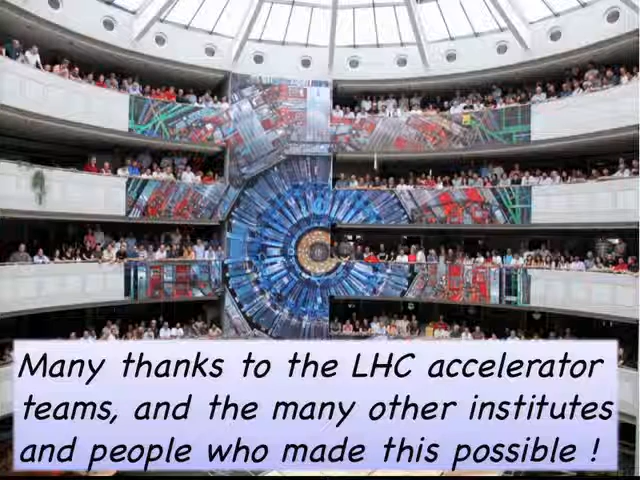 Many thanks to the LHC accelerator
teams, and the many other institutes
and people who made this possible !